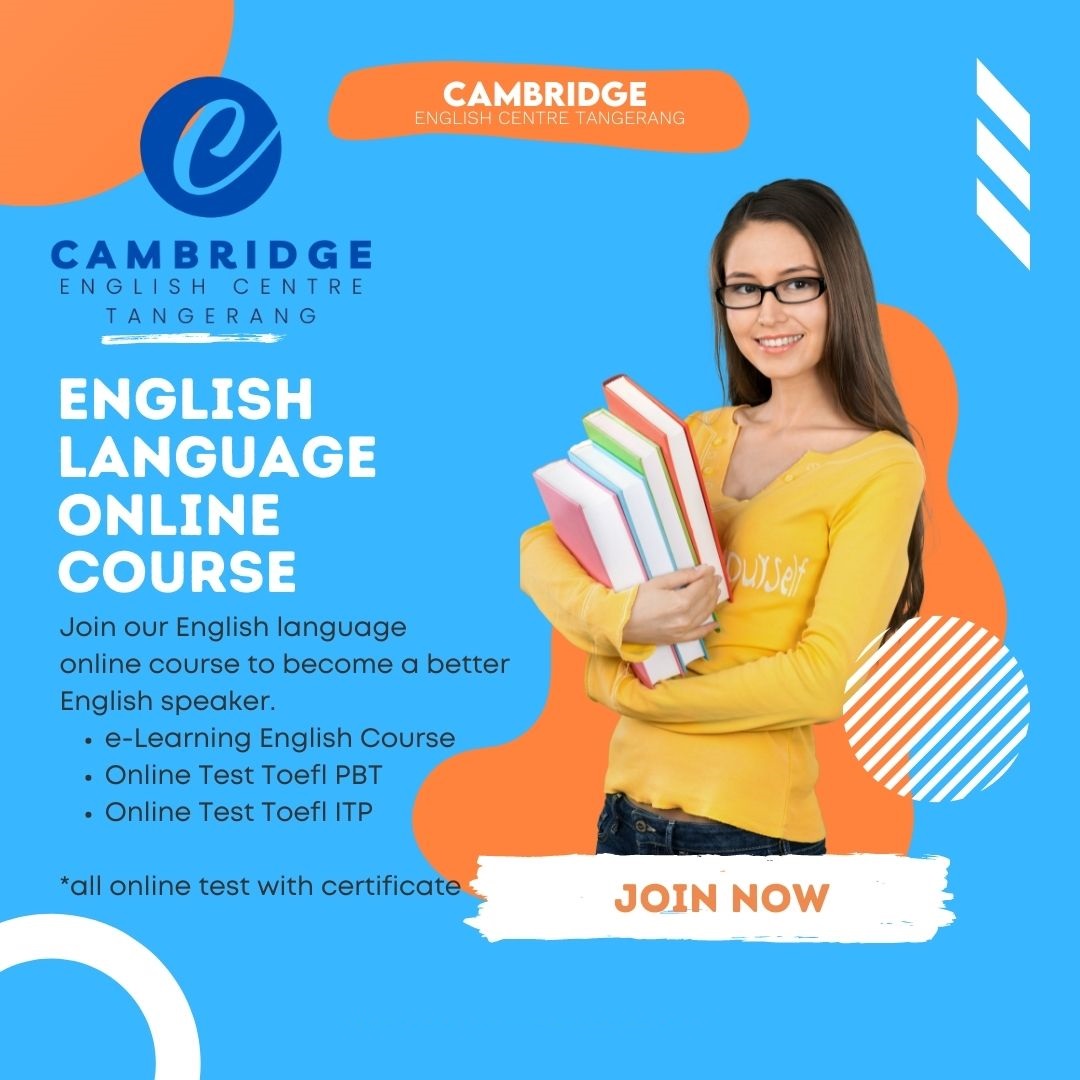 CAMBRIDGE
ENGLISH CENTRE TANGERANG
CAMBRIDGE
ENGLISH CENTRE
TANGERANG
ENGLISH
LANGUAGE
ONLINE
COURSE
Join our English language
online course to become a better
English speaker.
• e-Learning English Course
• Online Test Toefl PBT
• Online Test Toefl ITP
*all online test with certificate
JOIN NOW
ourself